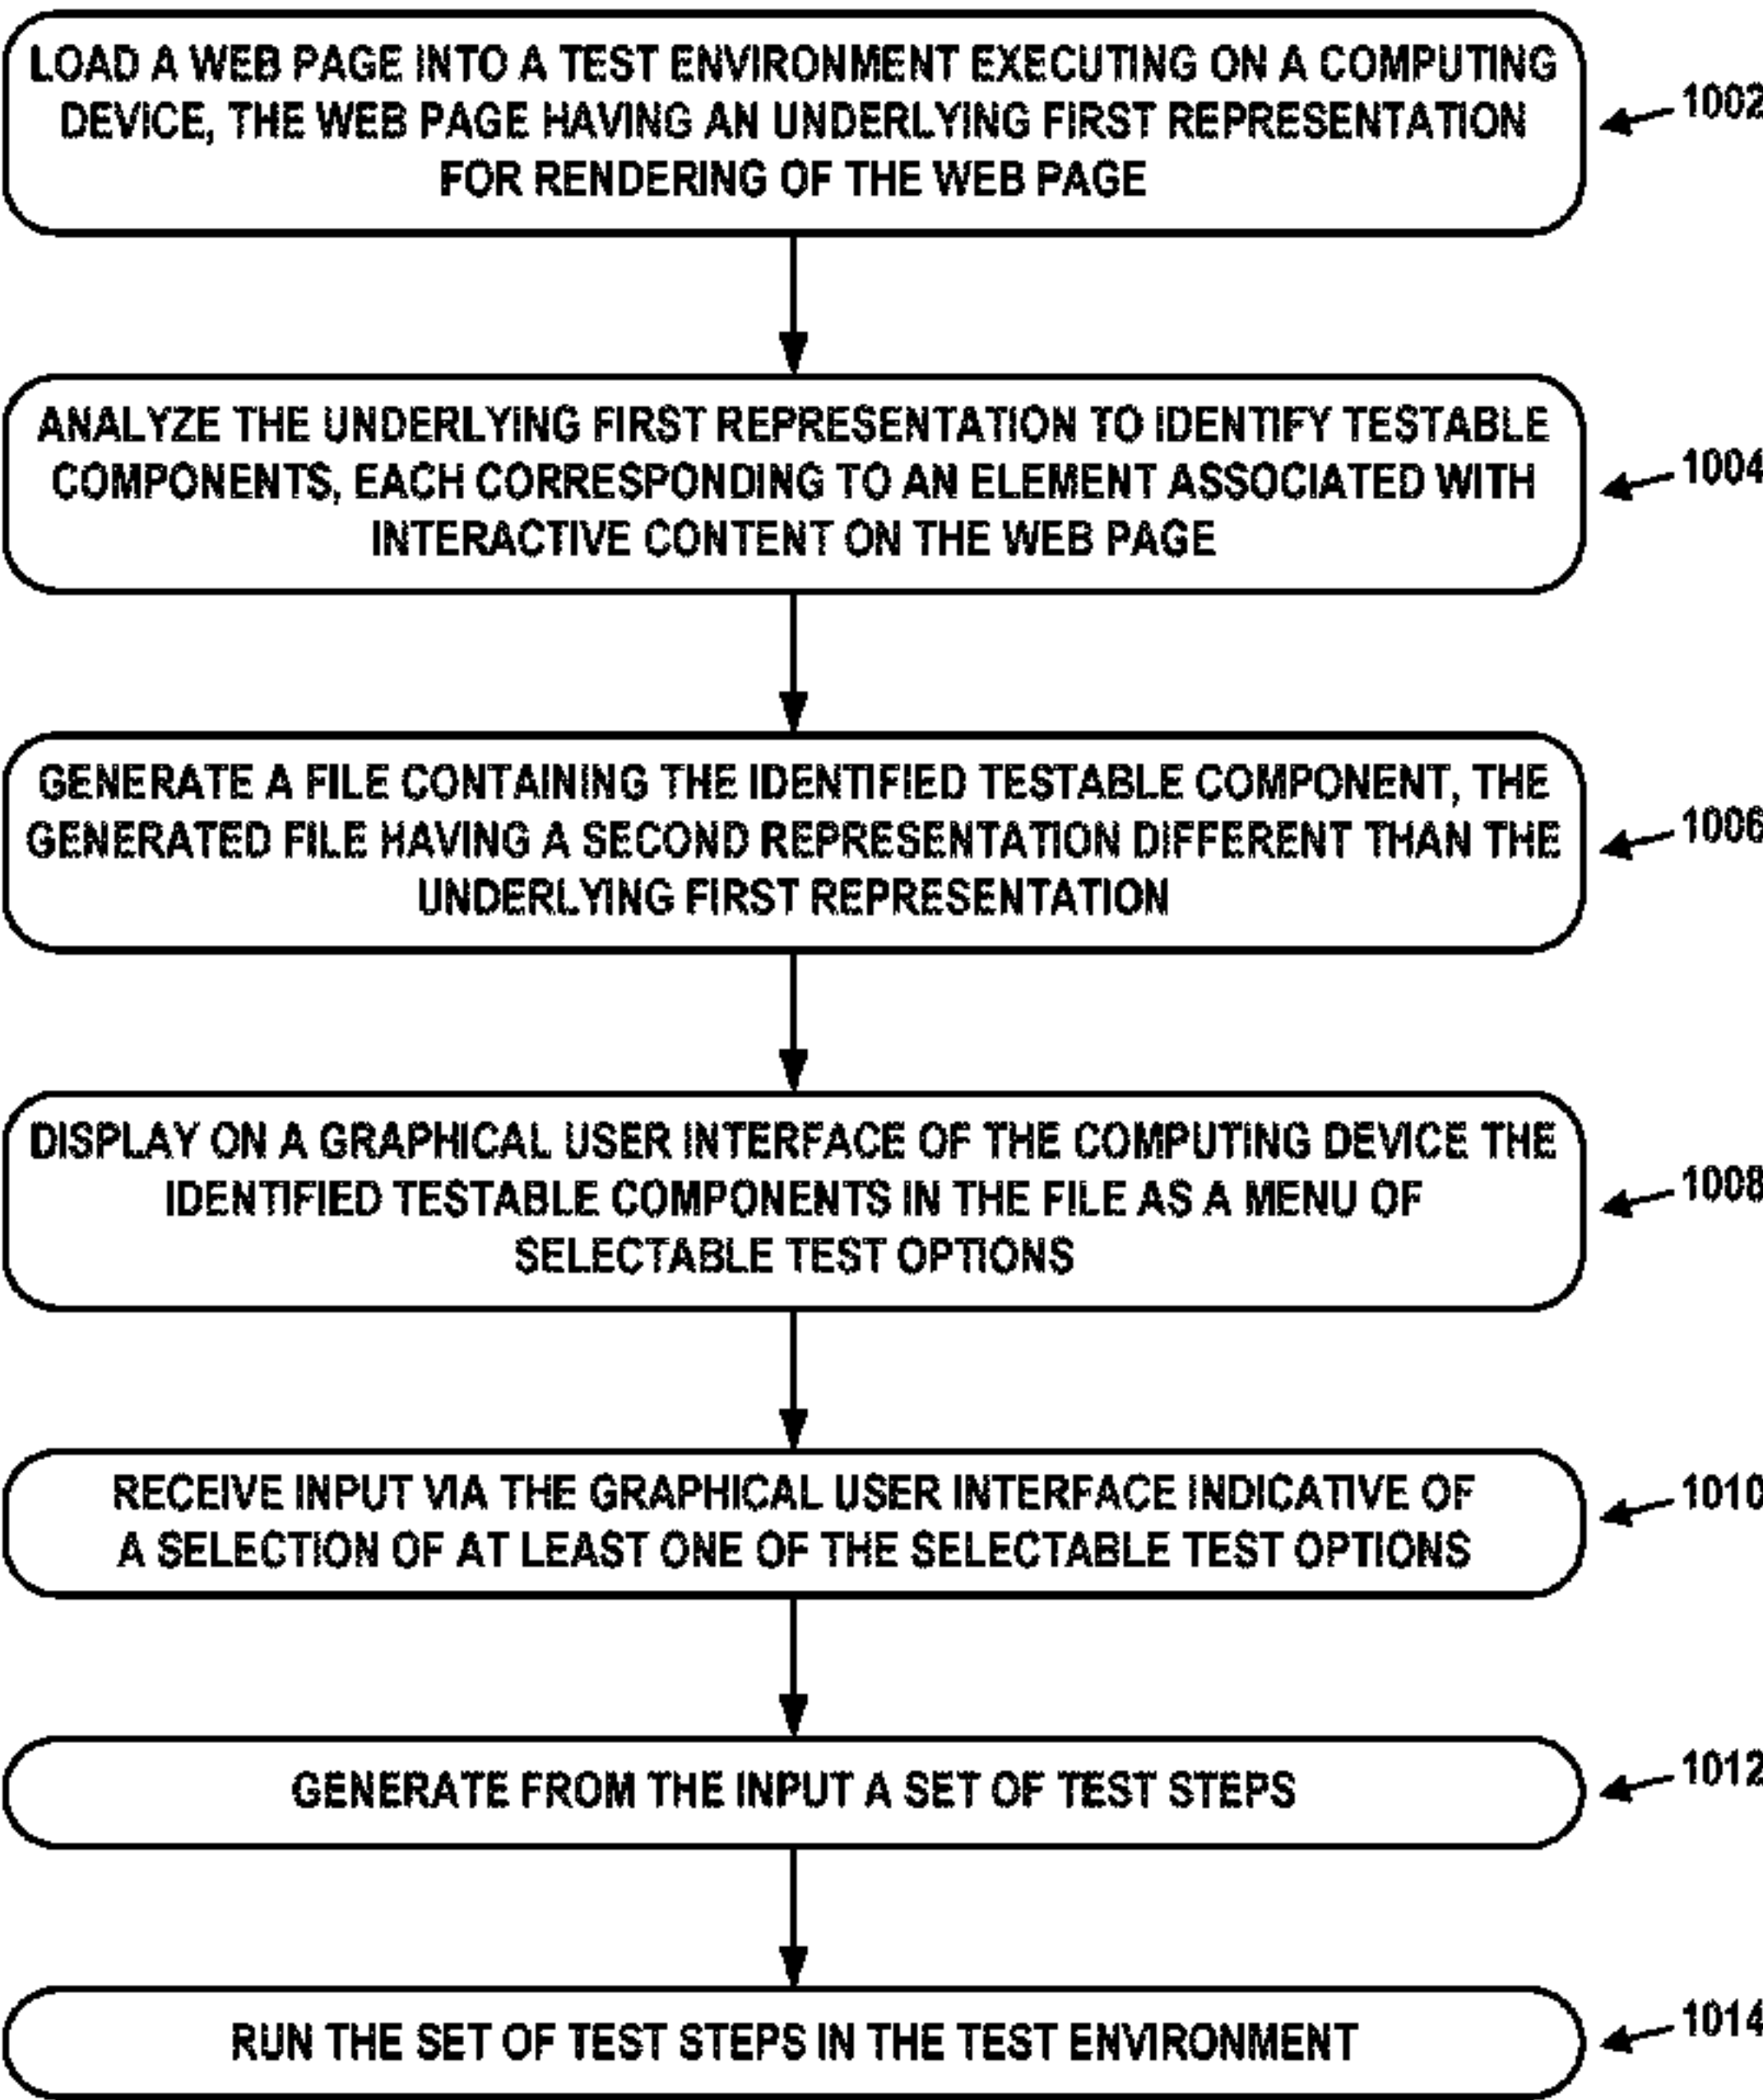 LOAD A WEB PAGE INTO A TEST ENVIRONMENT EXECUTING ON A COMPUTING
DEVICE, THE WEB PAGE HAVING AN UNDERLYING FIRST REPRESENTATION
FOR RENDERING OF THE WEB PAGE
1002
ANALYZE THE UNDERLYING FIRST REPRESENTATION TO IDENTIFY TESTABLE
COMPONENTS, EACH CORRESPONDING TO AN ELEMENT ASSOCIATED WITH
INTERACTIVE CONTENT ON THE WEB PAGE
1004
GENERATE A FILE CONTAINING THE IDENTIFIED TESTABLE COMPONENT, THE
GENERATED FILE HAVING A SECOND REPRESENTATION DIFFERENT THAN THE
UNDERLYING FIRST REPRESENTATION
1006
DISPLAY ON A GRAPHICAL USER INTERFACE OF THE COMPUTING DEVICE THE
IDENTIFIED TESTABLE COMPONENTS IN THE FILE AS A MENU OF
SELECTABLE TEST OPTIONS
1008
RECEIVE INPUT VIA THE GRAPHICAL USER INTERFACE INDICATIVE OF
A SELECTION OF AT LEAST ONE OF THE SELECTABLE TEST OPTIONS
1010
GENERATE FROM THE INPUT A SET OF TEST STEPS
1012
RUN THE SET OF TEST STEPS IN THE TEST ENVIRONMENT
1014